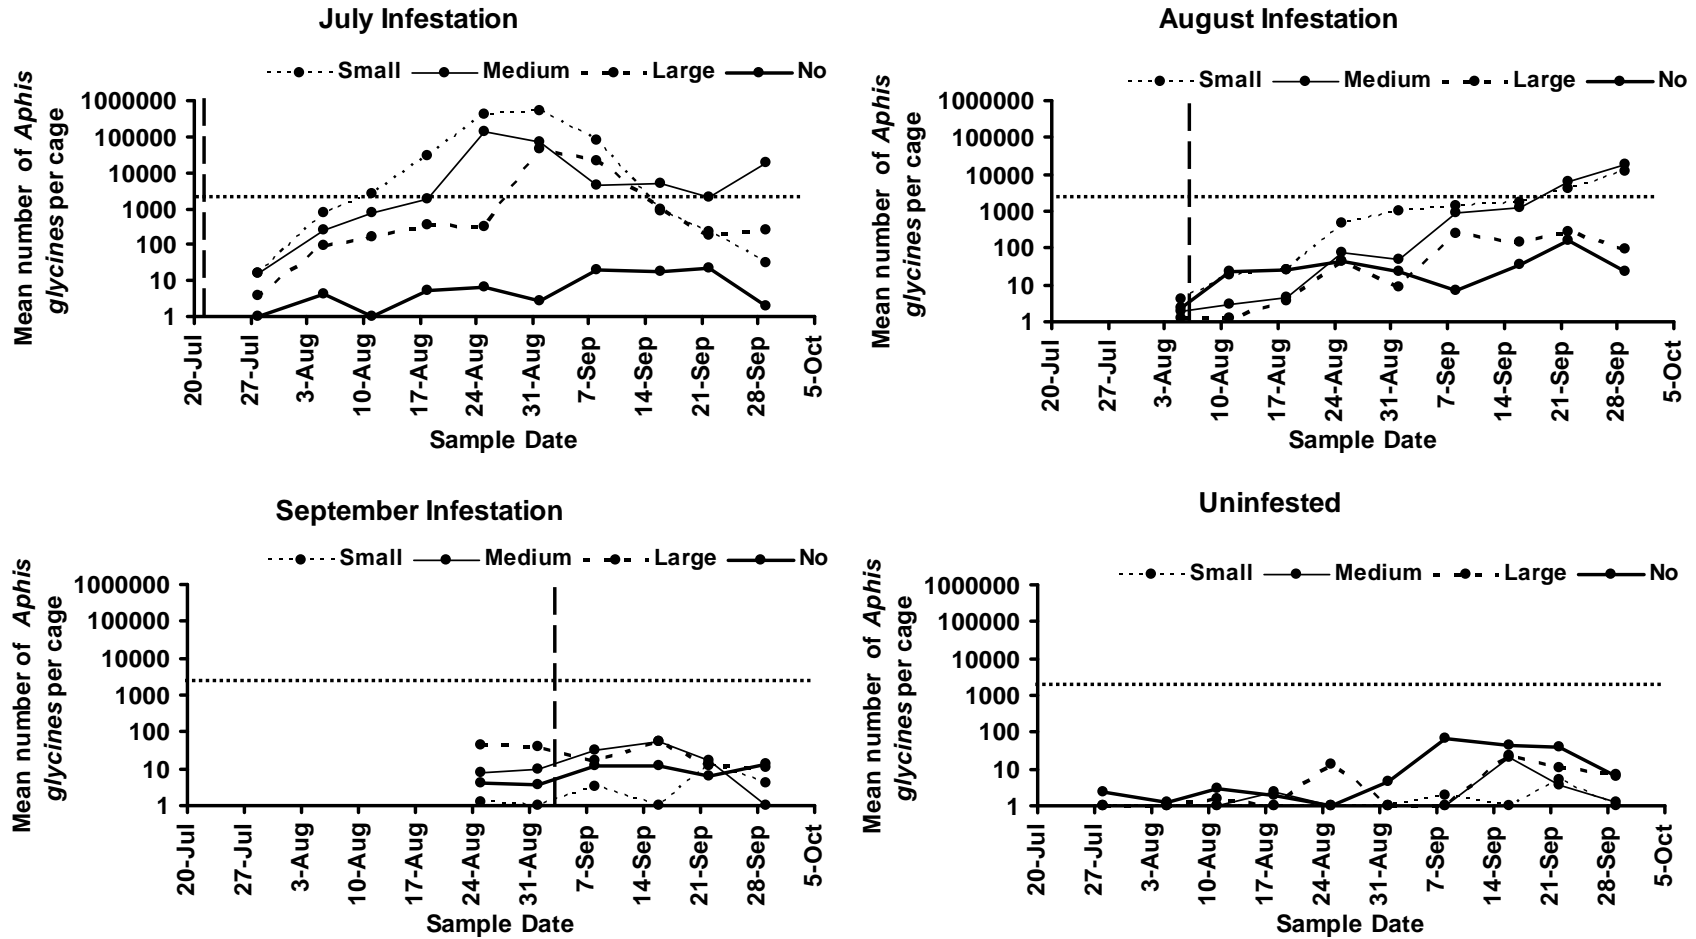 July Infestation
Small Medium Large No
Mean number of Aphis
glycines per cage
1000000
100000
10000
1000
100
10
1
20-Jul
27-Jul
3-Aug
10-Aug
17-Aug
24-Aug
31-Aug
7-Sep
14-Sep
21-Sep
28-Sep
5-Oct
Sample Date
August Infestation
Small Medium Large No
Mean number of Aphis
glycines per cage
1000000
100000
10000
1000
100
10
1
20-Jul
27-Jul
3-Aug
10-Aug
17-Aug
24-Aug
31-Aug
7-Sep
14-Sep
21-Sep
28-Sep
5-Oct
Sample Date
September Infestation
Small Medium Large No
Mean number of Aphis
glycines per cage
1000000
100000
10000
1000
100
10
1
20-Jul
27-Jul
3-Aug
10-Aug
17-Aug
24-Aug
31-Aug
7-Sep
14-Sep
21-Sep
28-Sep
5-Oct
Sample Date
Uninfested
Small Medium Large No
Mean number of Aphis
glycines per cage
1000000
100000
10000
1000
100
10
1
20-Jul
27-Jul
3-Aug
10-Aug
17-Aug
24-Aug
31-Aug
7-Sep
14-Sep
21-Sep
28-Sep
5-Oct
Sample Date